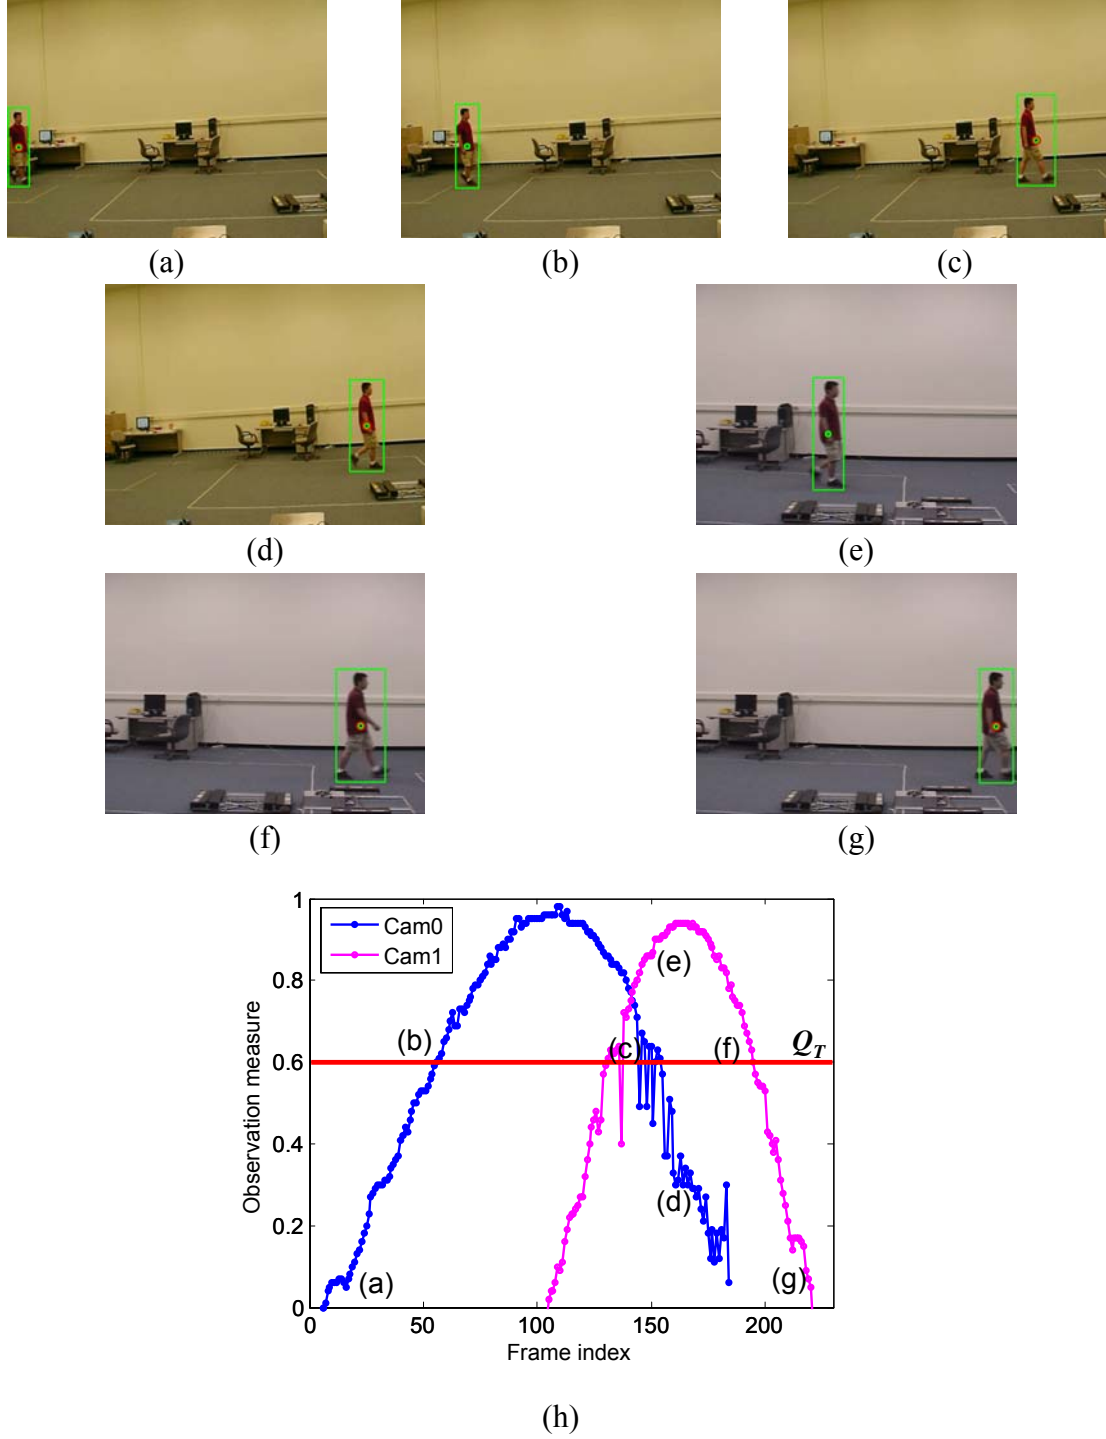 (a)
(b)
(c)
(d)
(e)
(f)
(g)
Cam0
Cam1
1
0.8
0.6
0.4
0.2
0
Observation measure
(a)
(b)
(c)
(d)
(e)
(f)
(g)
Q_T
0 50 100 150 200
Frame index
(h)